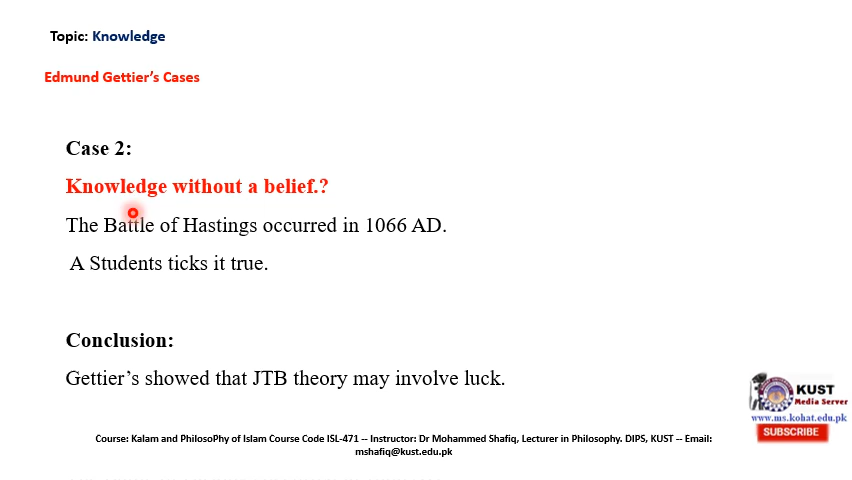 Topic: Knowledge
Edmund Gettier's Cases
Case 2:
Knowledge without a belief.?
The Battle of Hastings occurred in 1066 AD.
A Students ticks it true.
Conclusion:
Gettier's showed that JTB theory may involve luck.
KUST
Media Server
www.ms.kohat.edu.pk
SUBSCRIBE
Course: Kalam and PhilosoPhy of Islam Course Code ISL-471 -- Instructor: Dr Mohammed Shafiq, Lecturer in Philosophy. DIPS, KUST -- Email:
mshafiq@kust.edu.pk